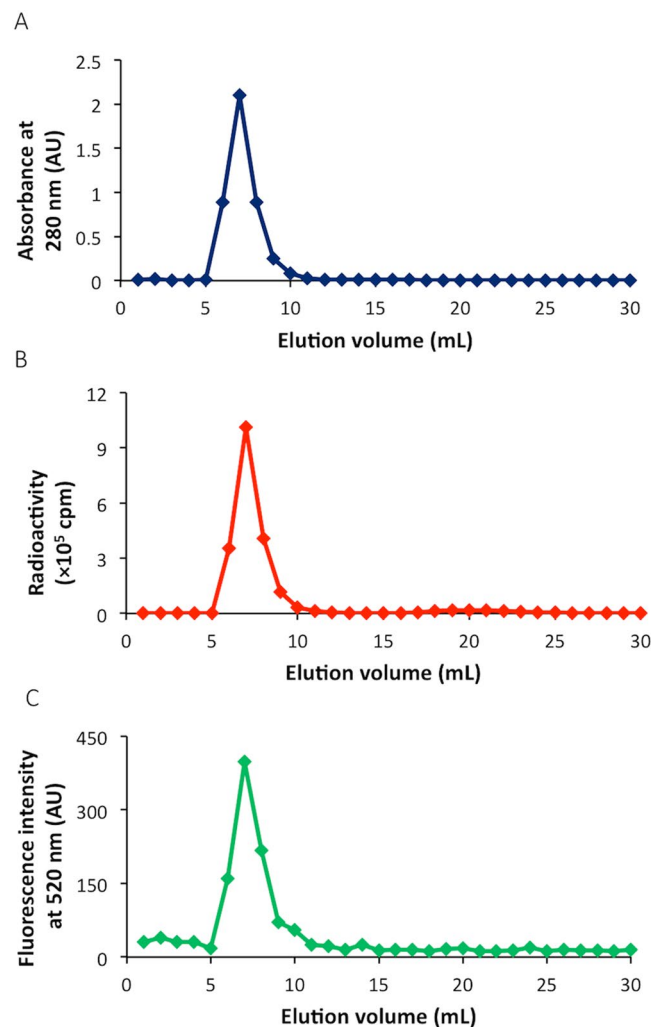 A
Absorbance at
280 nm (AU)
2.5
2
1.5
1
0.5
0
0 5 10 15 20 25 30
Elution volume (mL)
B
Radioactivity
(×10⁵ cpm)
12
9
6
3
0
0 5 10 15 20 25 30
Elution volume (mL)
C
Fluorescence intensity
at 520 nm (AU)
450
300
150
0
0 5 10 15 20 25 30
Elution volume (mL)